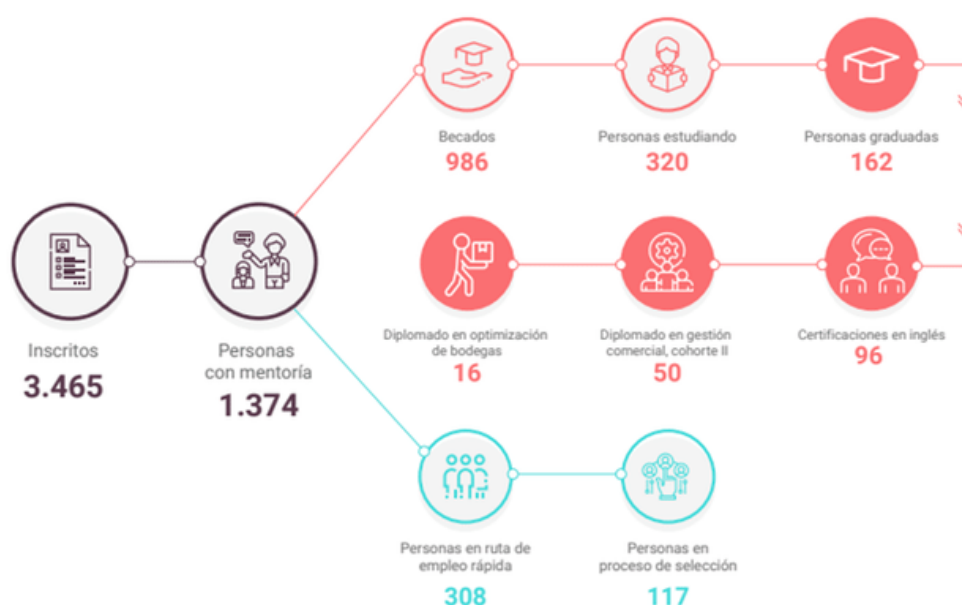 Becados
986
Personas estudiando
320
Personas graduadas
162
Inscritos
3.465
Personas
con mentoría
1.374
Diplomado en optimización
de bodegas
16
Diplomado en gestión
comercial, cohorte II
50
Certificaciones en inglés
96
Personas en ruta de
empleo rápida
308
Personas en
proceso de selección
117